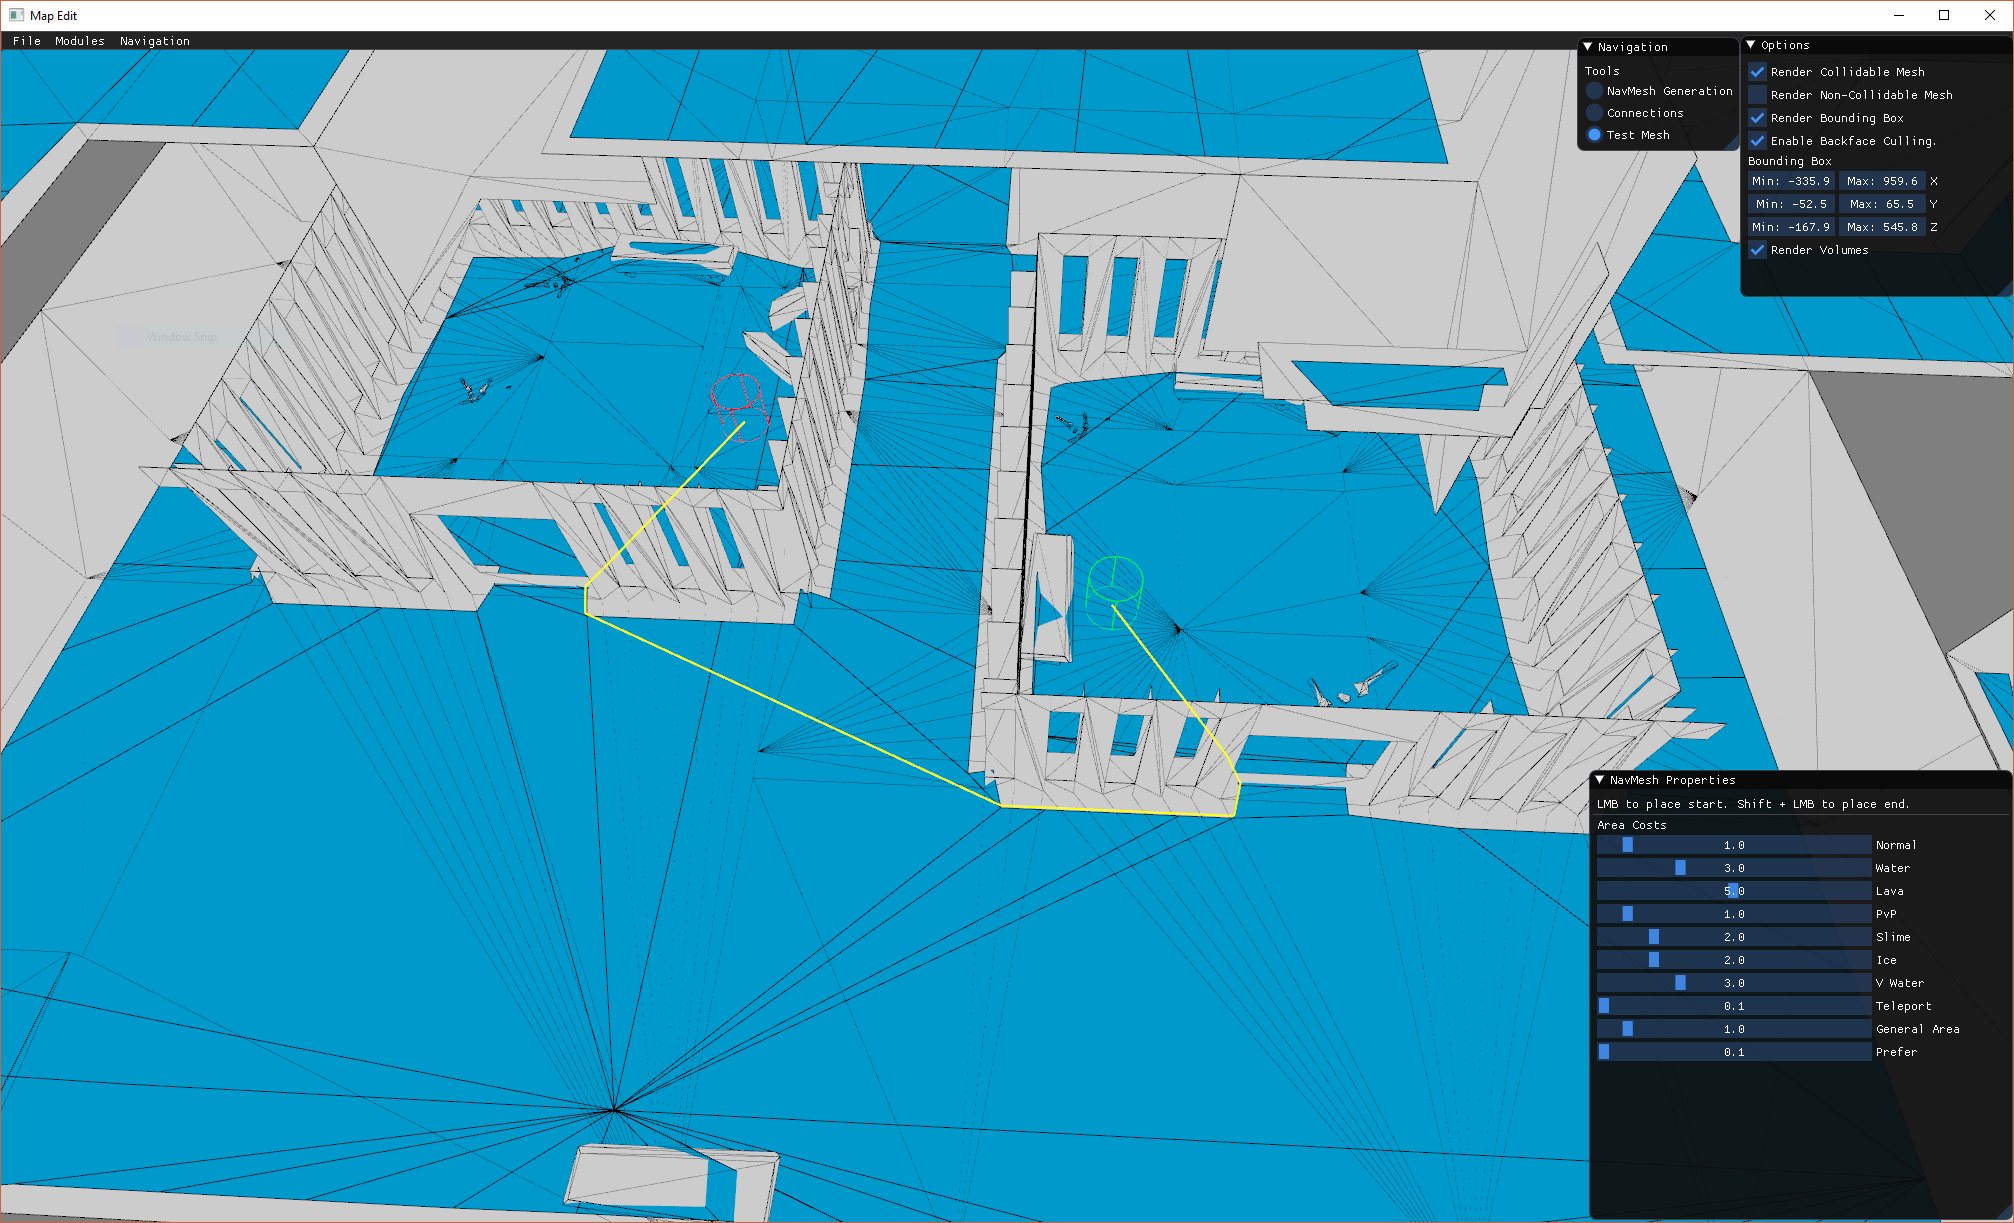 Map Edit
File Modules Navigation
Navigation
Tools
NavMesh Generation
Connections
Test Mesh
Options
Render Collidable Mesh
Render Non-Collidable Mesh
Render Bounding Box
Enable Backface Culling.
Bounding Box
Min: -335.9 Max: 959.6 X
Min: -52.5 Max: 65.5 Y
Min: -167.9 Max: 545.8 Z
Render Volumes
Window Snip
NavMesh Properties
LMB to place start. Shift + LMB to place end.
Area Costs
1.0 Normal
3.0 Water
5.0 Lava
1.0 PvP
2.0 Slime
2.0 Ice
3.0 V Water
0.1 Teleport
1.0 General Area
0.1 Prefer